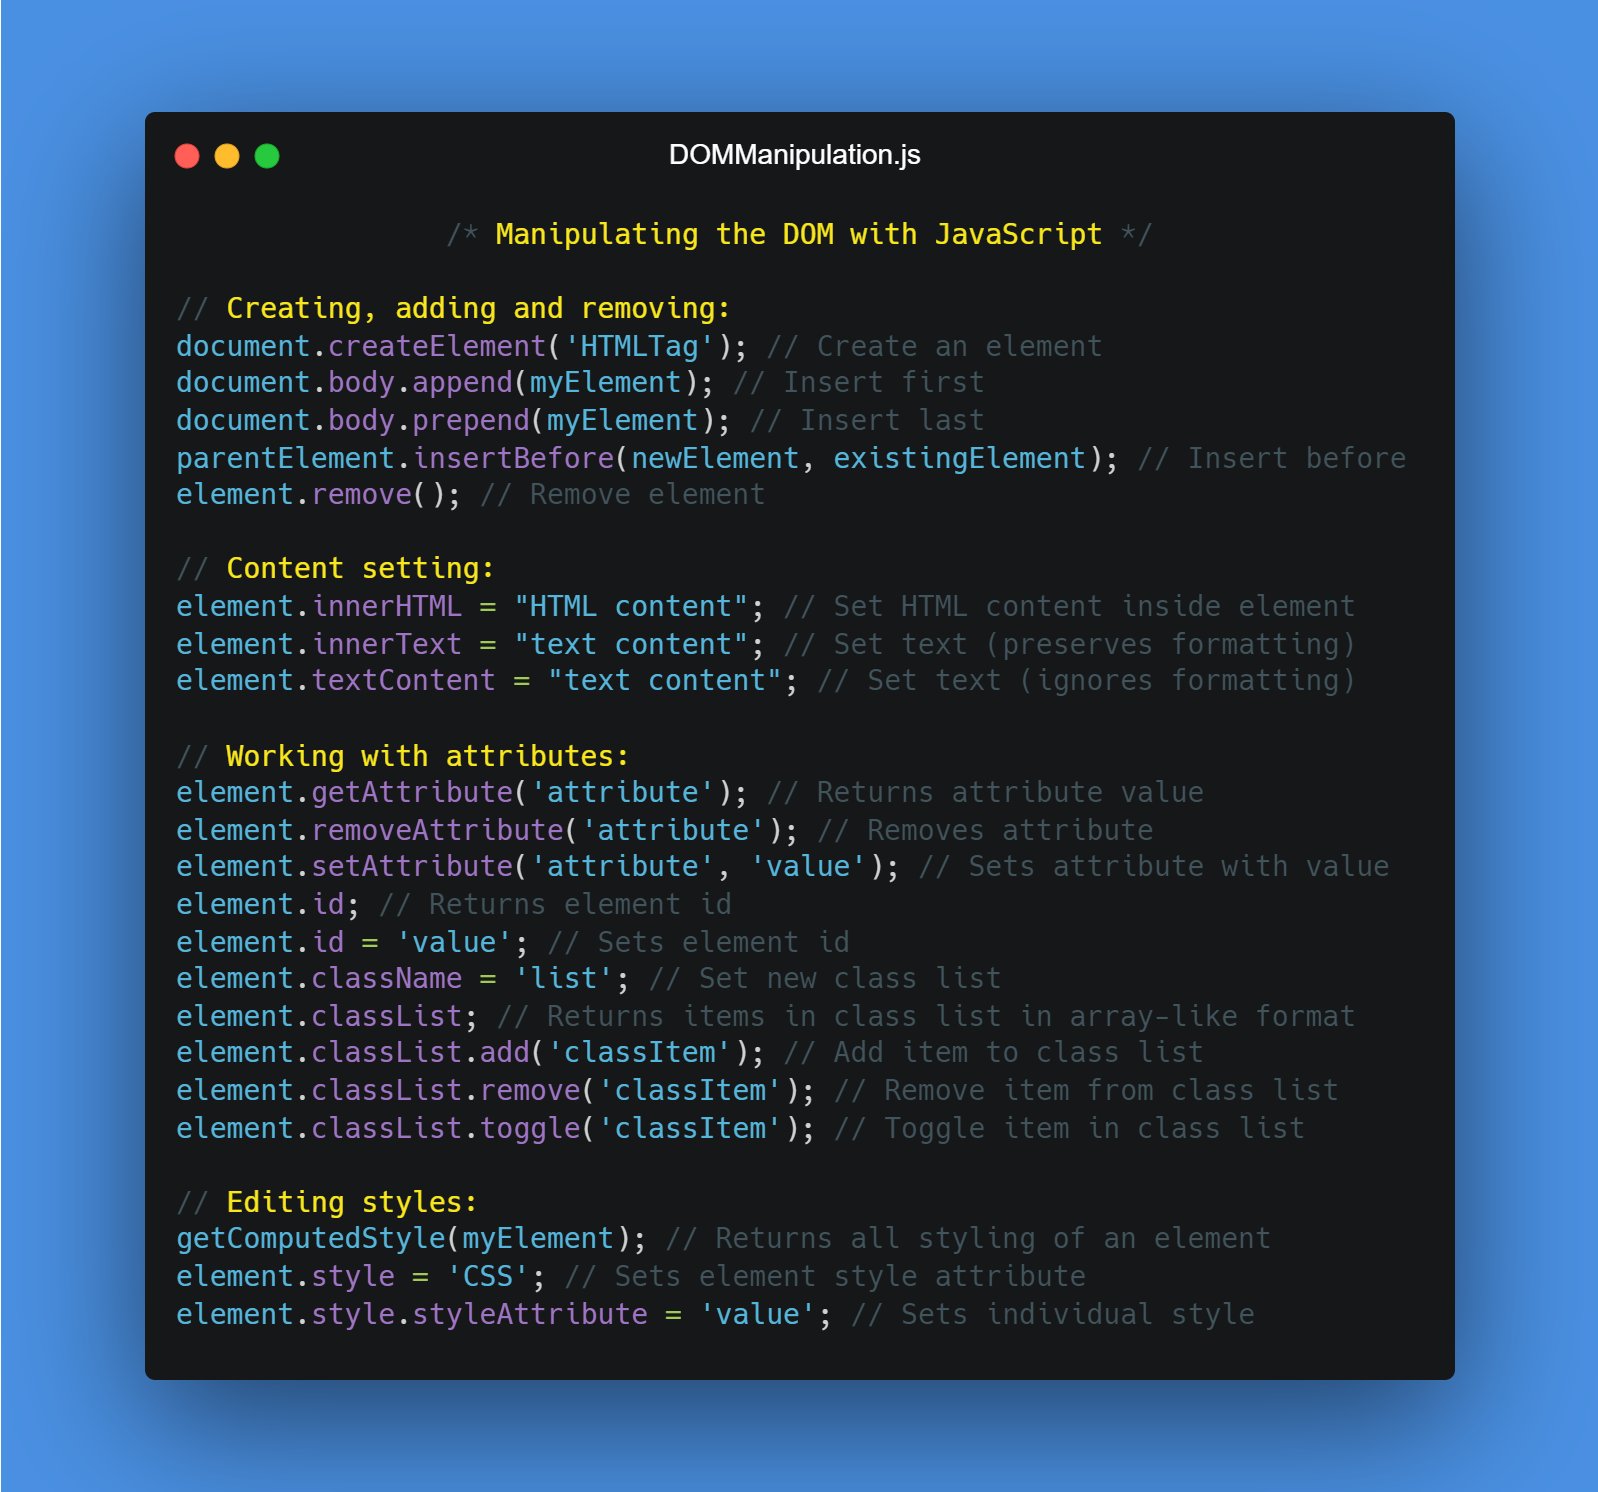 DOMManipulation.js
/* Manipulating the DOM with JavaScript */
// Creating, adding and removing:
document.createElement('HTMLTag'); // Create an element
document.body.append(myElement); // Insert first
document.body.prepend(myElement); // Insert last
parentElement.insertBefore(newElement, existingElement); // Insert before
element.remove(); // Remove element
// Content setting:
element.innerHTML = "HTML content"; // Set HTML content inside element
element.innerText = "text content"; // Set text (preserves formatting)
element.textContent = "text content"; // Set text (ignores formatting)
// Working with attributes:
element.getAttribute('attribute'); // Returns attribute value
element.removeAttribute('attribute'); // Removes attribute
element.setAttribute('attribute', 'value'); // Sets attribute with value
element.id; // Returns element id
element.id = 'value'; // Sets element id
element.className = 'list'; // Set new class list
element.classList; // Returns items in class list in array-like format
element.classList.add('classItem'); // Add item to class list
element.classList.remove('classItem'); // Remove item from class list
element.classList.toggle('classItem'); // Toggle item in class list
// Editing styles:
getComputedStyle(myElement); // Returns all styling of an element
element.style = 'CSS'; // Sets element style attribute
element.style.styleAttribute = 'value'; // Sets individual style